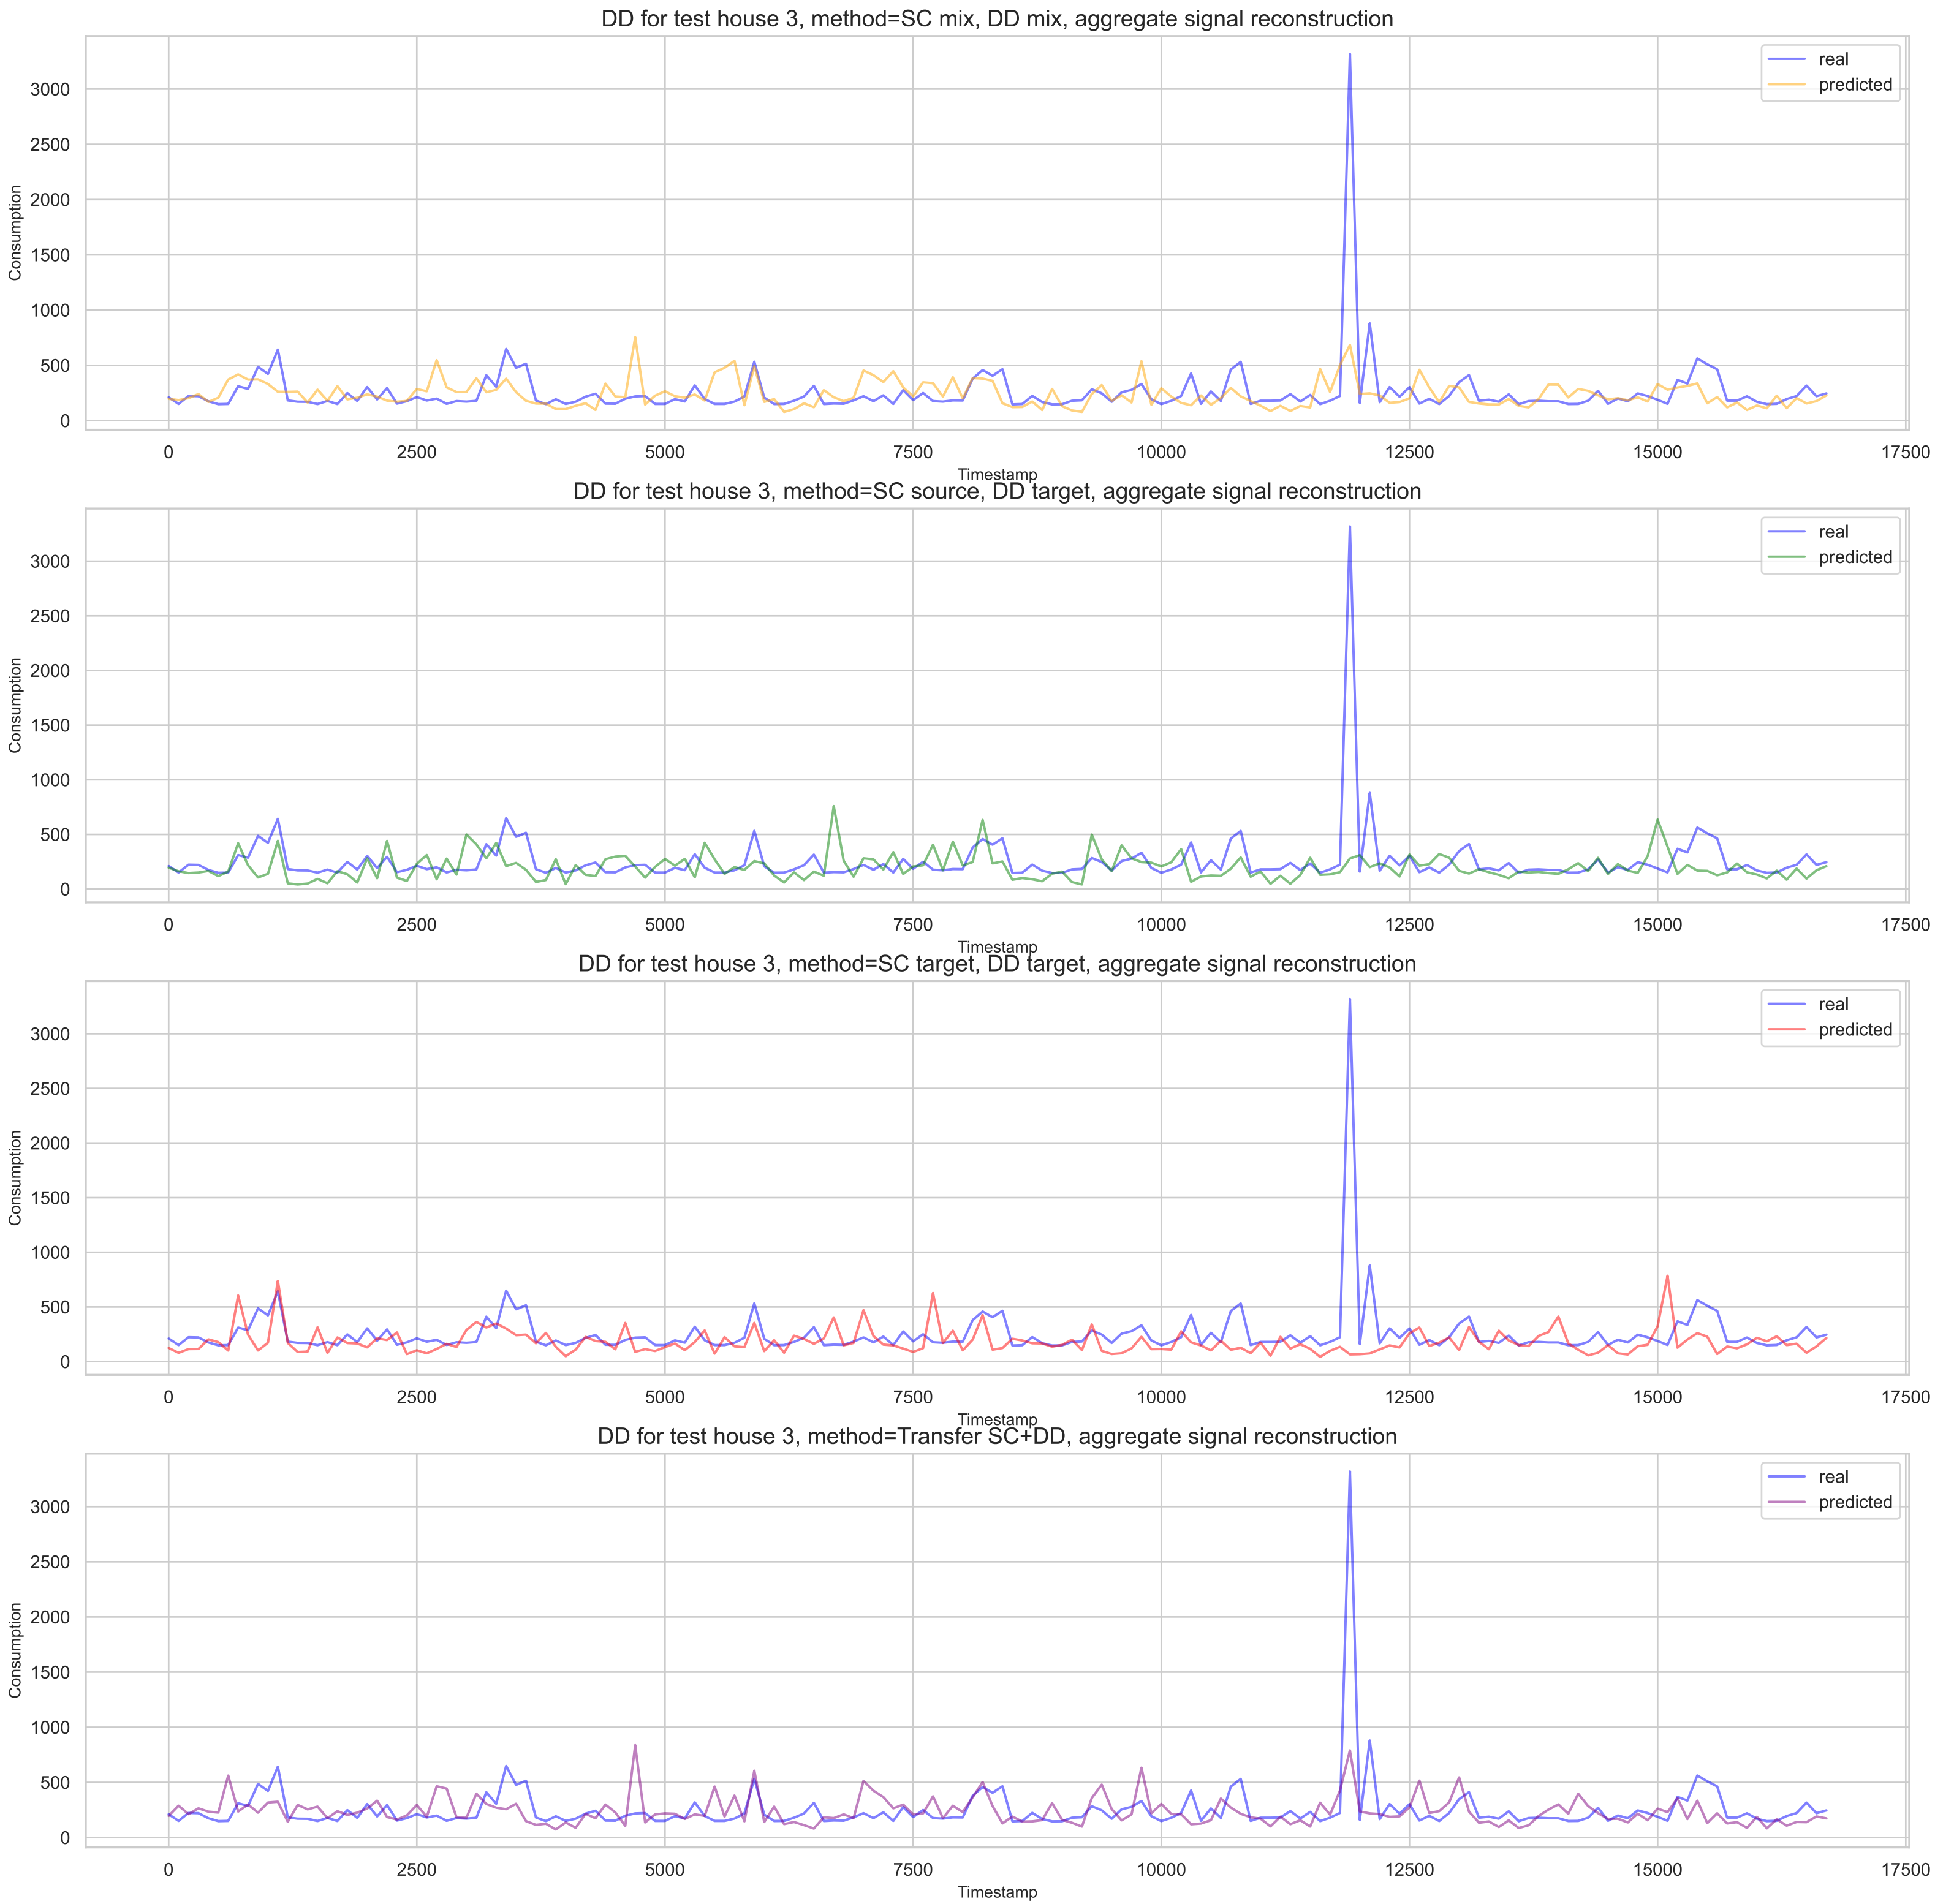 DD for test house 3, method=SC mix, DD mix, aggregate signal reconstruction
real
predicted
3000
2500
2000
1500
1000
500
0
Consumption
0 2500 5000 7500 10000 12500 15000 17500
Timestamp
DD for test house 3, method=SC source, DD target, aggregate signal reconstruction
real
predicted
3000
2500
2000
1500
1000
500
0
Consumption
0 2500 5000 7500 10000 12500 15000 17500
Timestamp
DD for test house 3, method=SC target, DD target, aggregate signal reconstruction
real
predicted
3000
2500
2000
1500
1000
500
0
Consumption
0 2500 5000 7500 10000 12500 15000 17500
Timestamp
DD for test house 3, method=Transfer SC+DD, aggregate signal reconstruction
real
predicted
3000
2500
2000
1500
1000
500
0
Consumption
0 2500 5000 7500 10000 12500 15000 17500
Timestamp